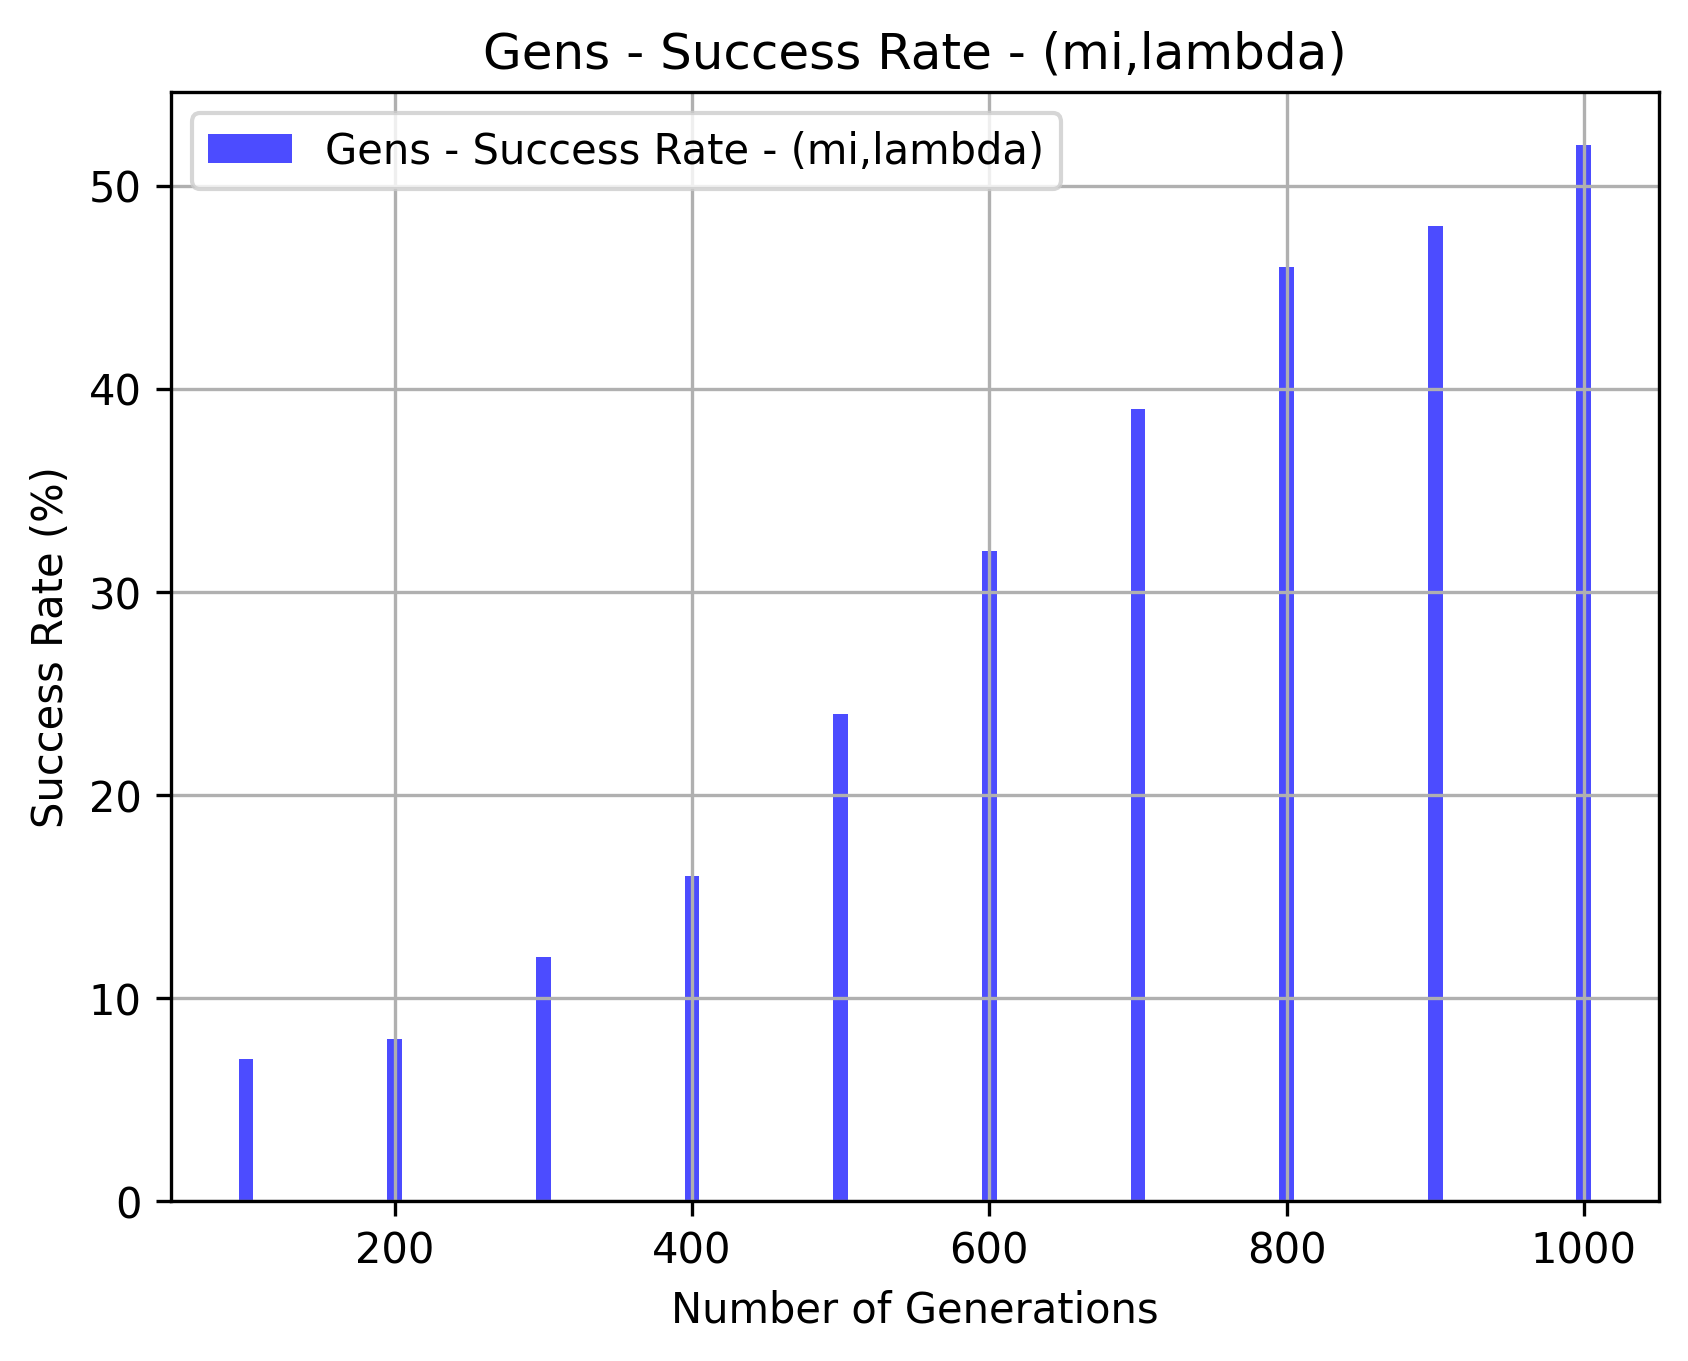 Gens - Success Rate - (mi,lambda)
Gens - Success Rate - (mi,lambda)
Success Rate (%)
50
40
30
20
10
0
200 400 600 800 1000
Number of Generations